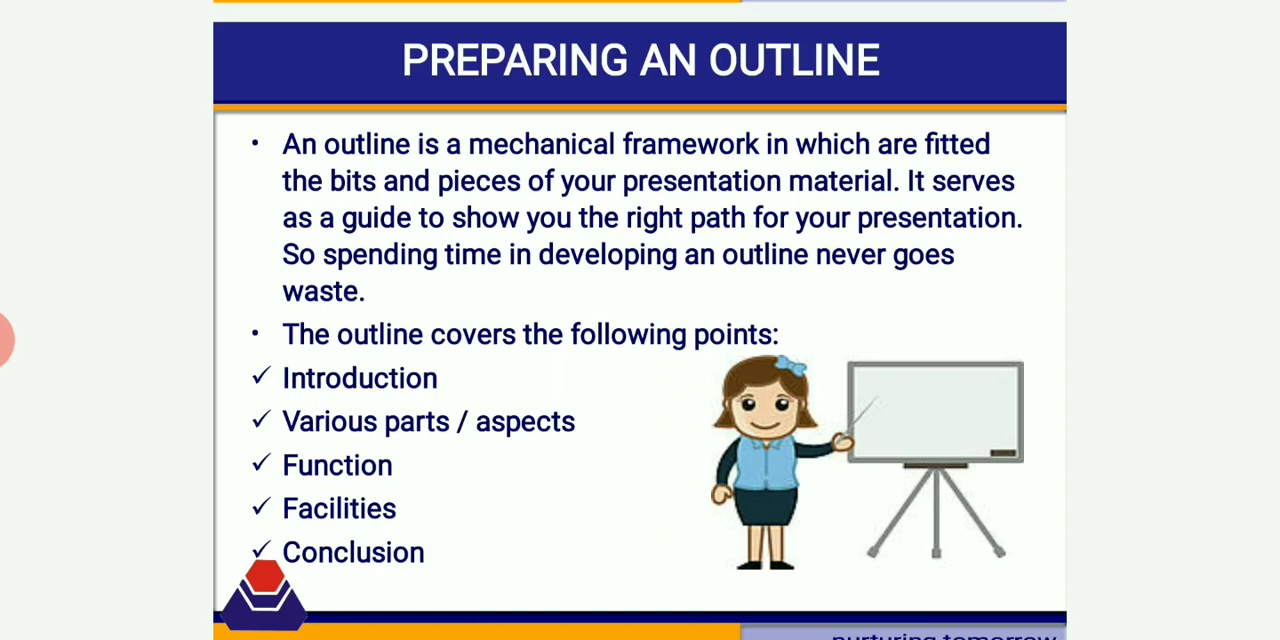 PREPARING AN OUTLINE
• An outline is a mechanical framework in which are fitted
the bits and pieces of your presentation material. It serves
as a guide to show you the right path for your presentation.
So spending time in developing an outline never goes
waste.
• The outline covers the following points:
✓ Introduction
✓ Various parts / aspects
✓ Function
✓ Facilities
✓ Conclusion
nurturing tomorrow